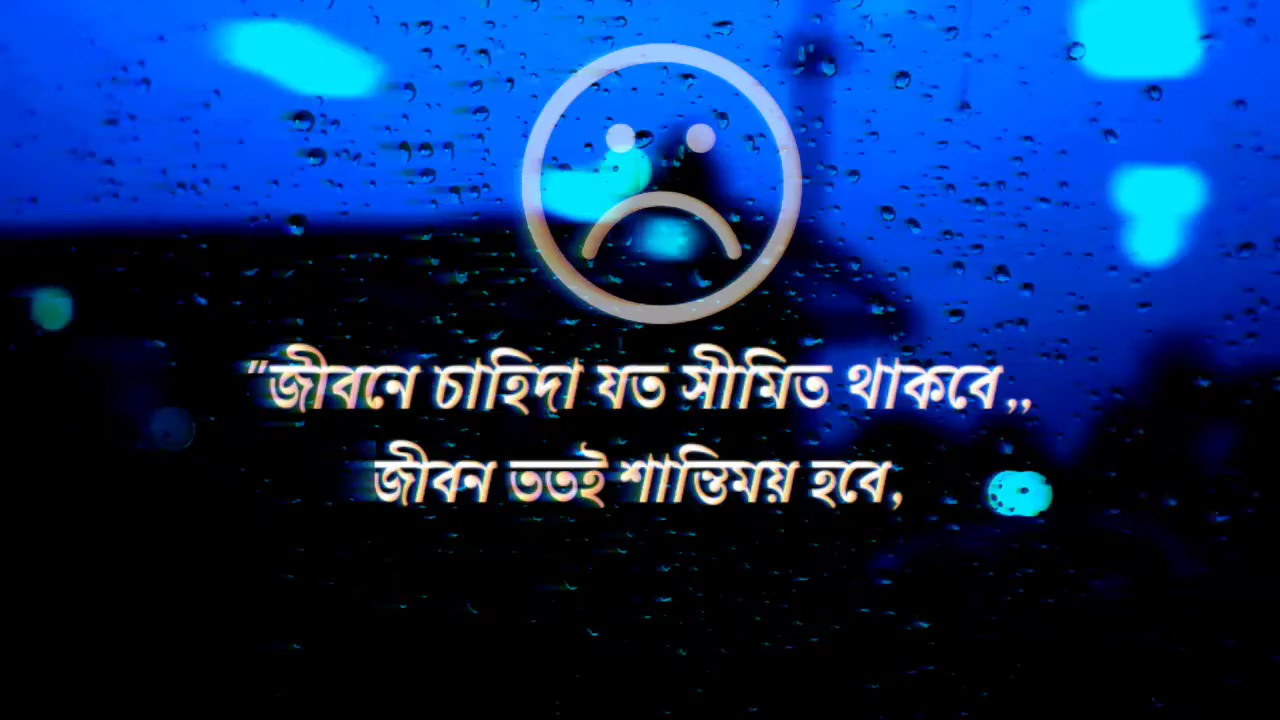 "জীবনে চাহিদা যত সীমিত থাকবে,,
জীবন ততই শান্তিময় হবে,